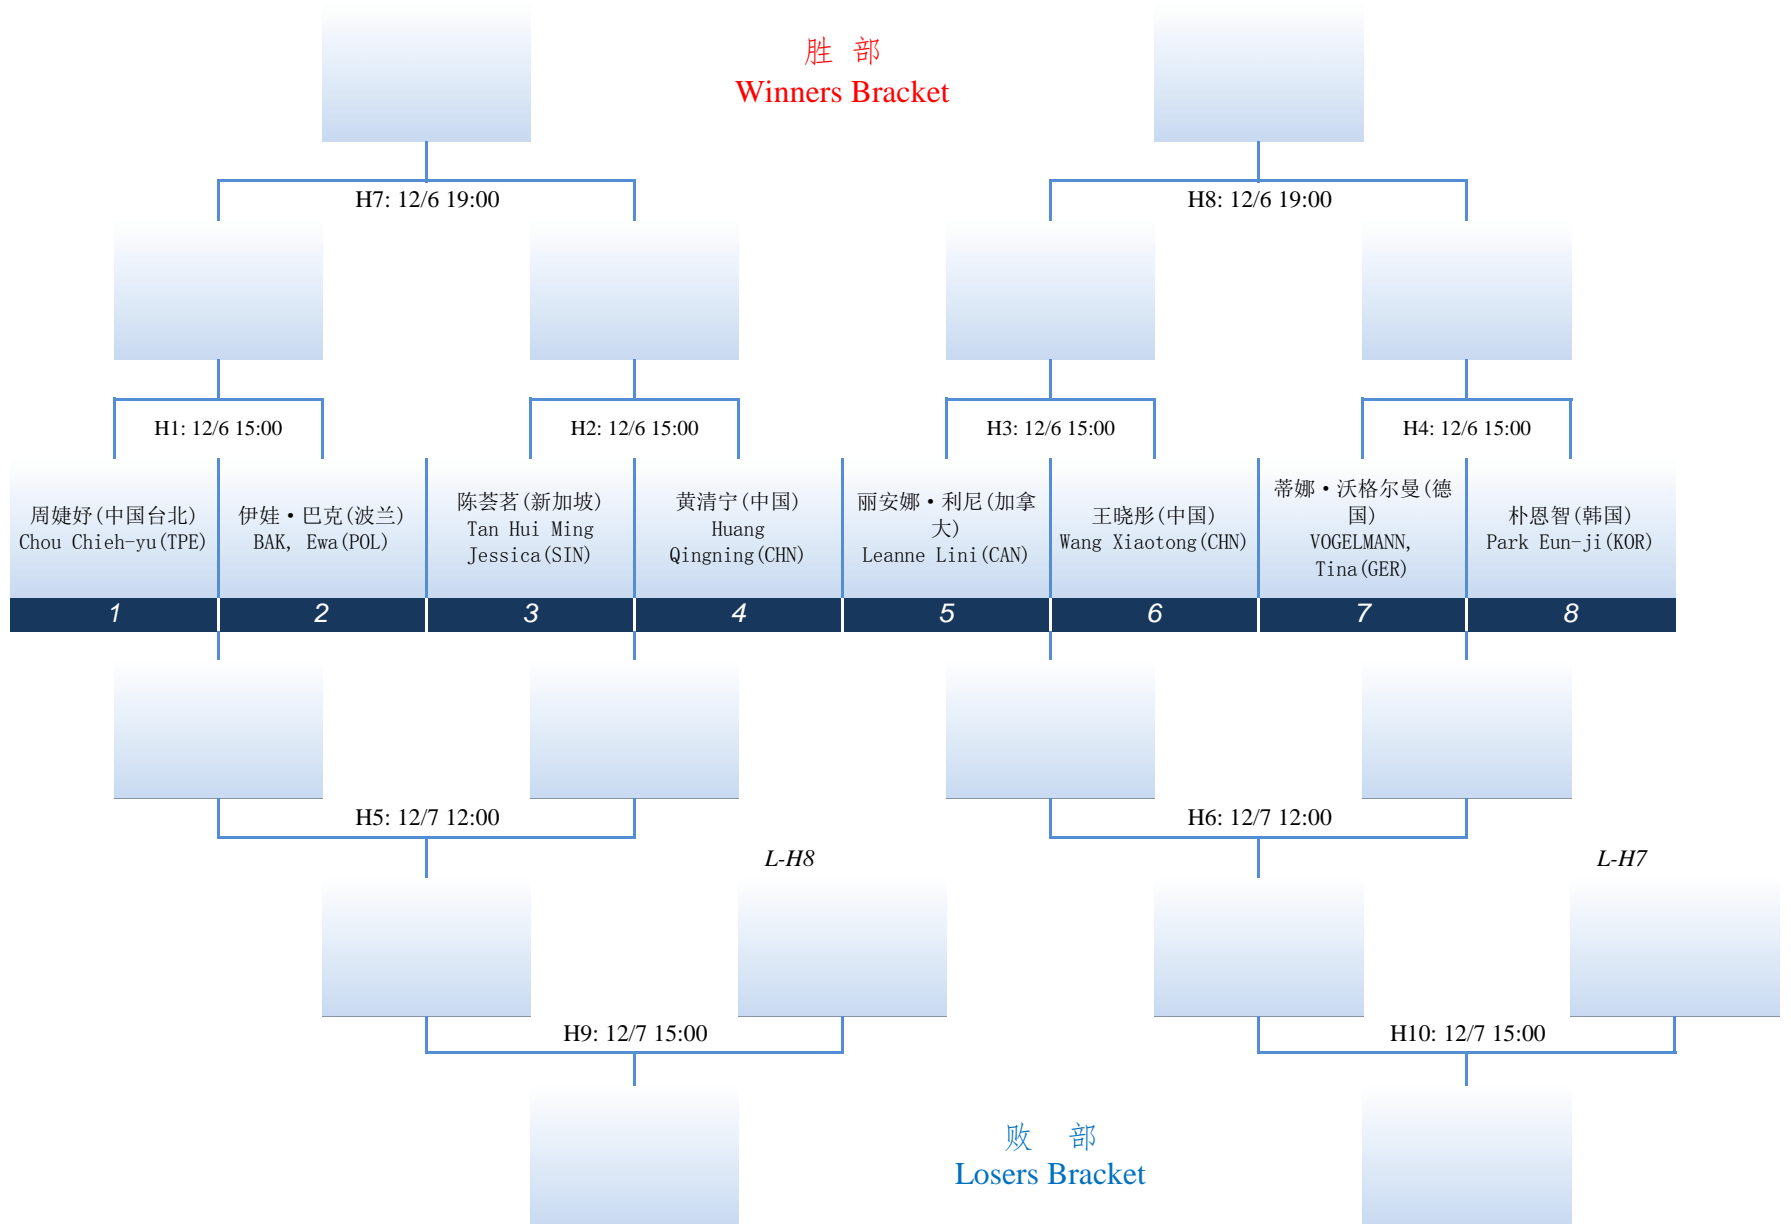 胜 部
Winners Bracket
H7: 12/6 19:00
H8: 12/6 19:00
H1: 12/6 15:00
H2: 12/6 15:00
H3: 12/6 15:00
H4: 12/6 15:00
周婕妤(中国台北)
Chou Chieh-yu(TPE)
伊娃•巴克(波兰)
BAK, Ewa(POL)
陈荟茗(新加坡)
Tan Hui Ming
Jessica(SIN)
黄清宁(中国)
Huang
Qingning(CHN)
丽安娜•利尼(加拿
大)
Leanne Lini(CAN)
王晓彤(中国)
Wang Xiaotong(CHN)
蒂娜•沃格尔曼(德
国)
VOGELMANN,
Tina(GER)
朴恩智(韩国)
Park Eun-ji(KOR)
1
2
3
4
5
6
7
8
H5: 12/7 12:00
H6: 12/7 12:00
L-H8
L-H7
H9: 12/7 15:00
H10: 12/7 15:00
败 部
Losers Bracket